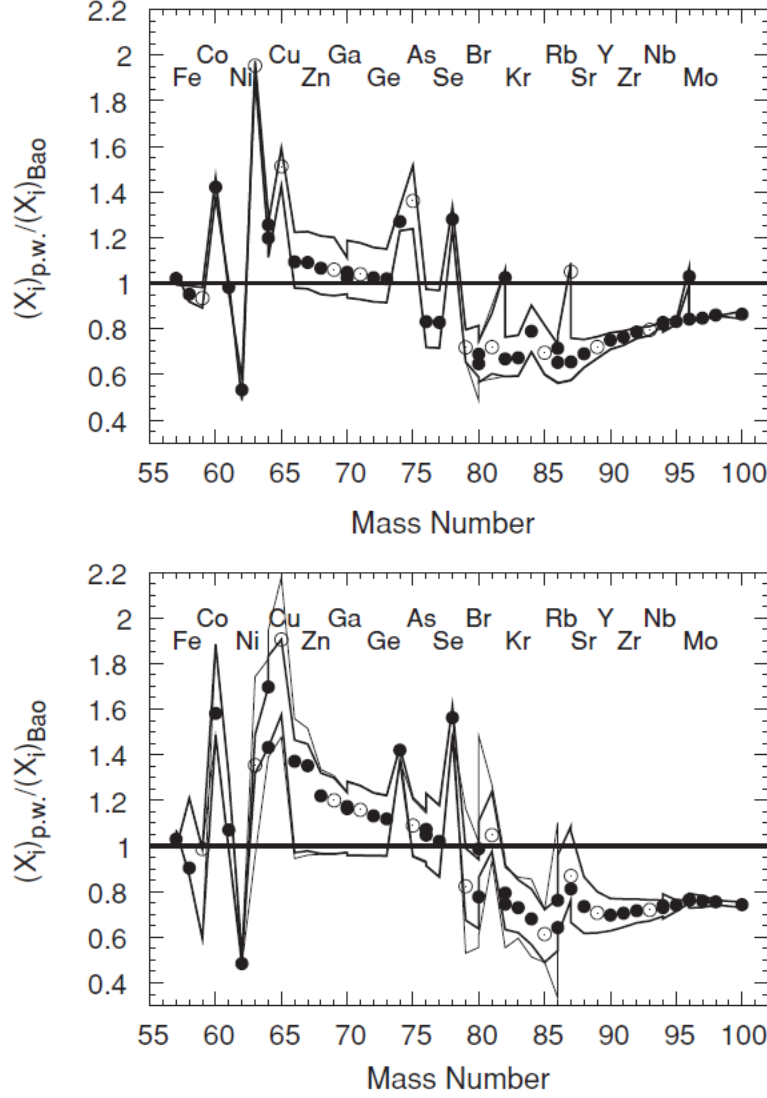 2.2
2
1.8
1.6
1.4
1.2
1
0.8
0.6
0.4
(Xi)p.w./(Xi)Bao
Co Cu Ga As Br Rb Y Nb
Fe Ni Zn Ge Se Kr Sr Zr Mo
55 60 65 70 75 80 85 90 95 100
Mass Number
2.2
2
1.8
1.6
1.4
1.2
1
0.8
0.6
0.4
(Xi)p.w./(Xi)Bao
Co Cu Ga As Br Rb Y Nb
Fe Ni Zn Ge Se Kr Sr Zr Mo
55 60 65 70 75 80 85 90 95 100
Mass Number